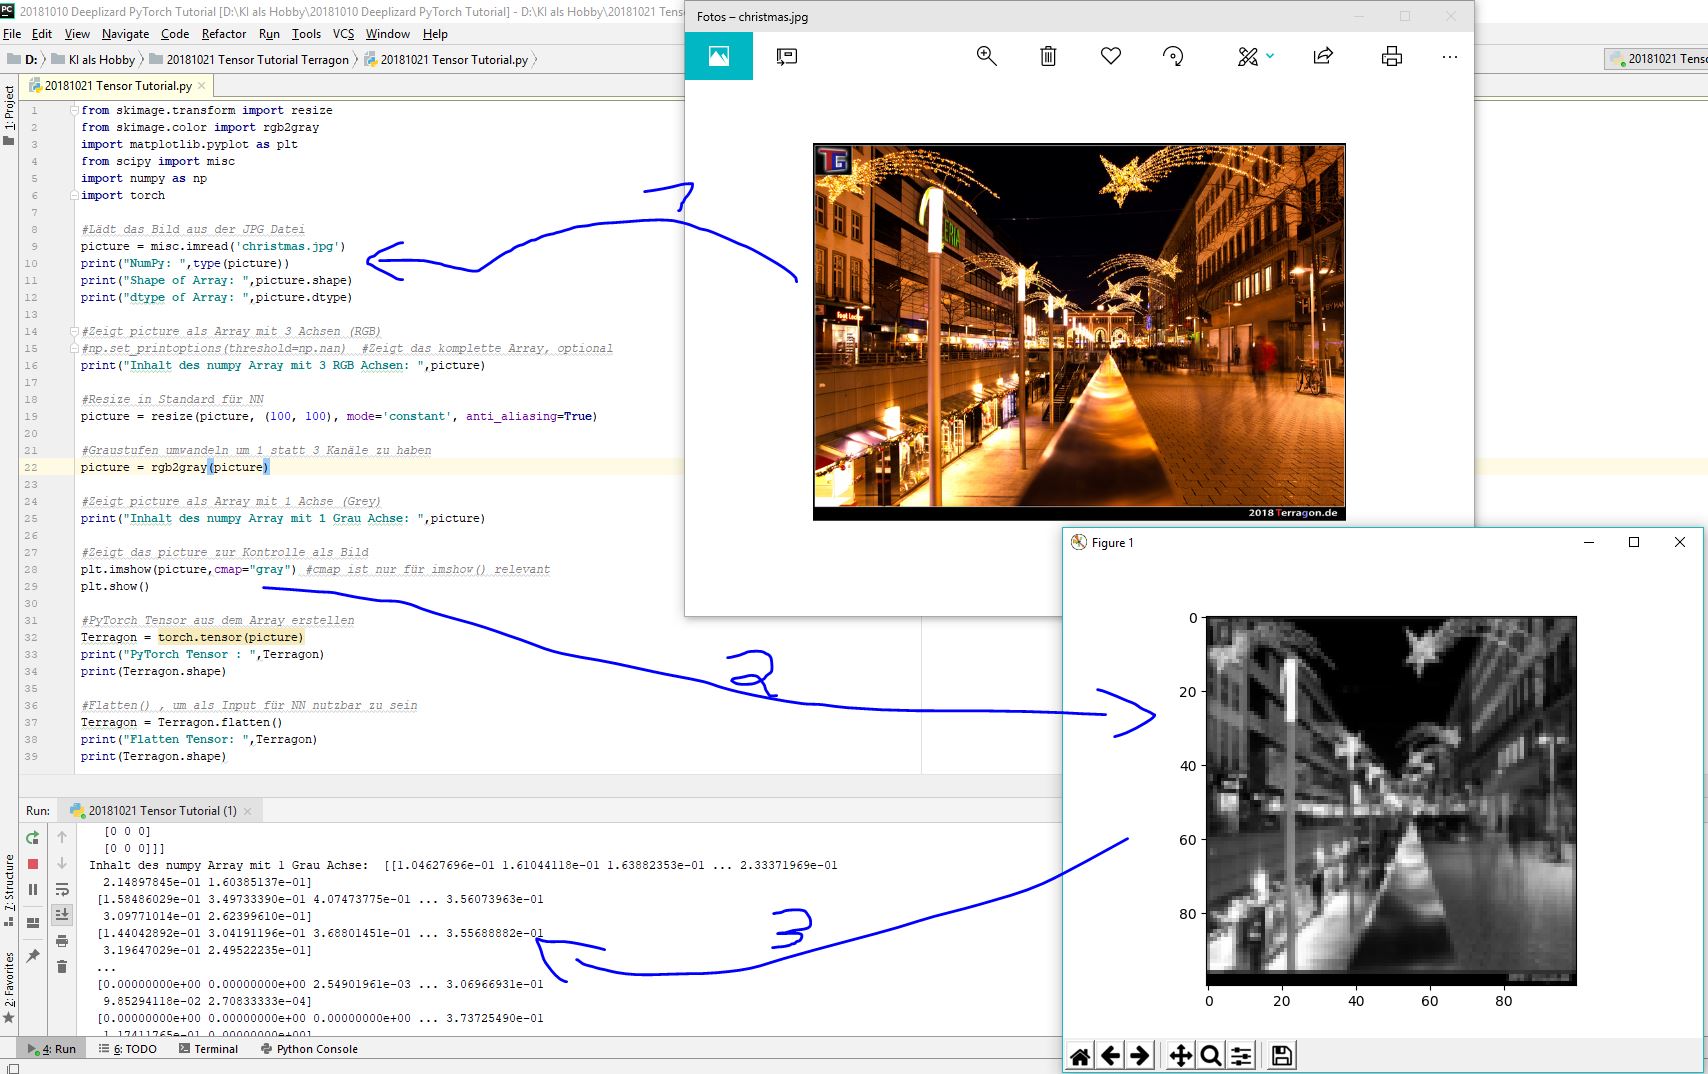 20181010 Deeplizard PyTorch Tutorial [D:\KI als Hobby\20181010 Deeplizard PyTorch Tutorial] - D:\KI als Hobby\20181021 Tens
File Edit View Navigate Code Refactor Run Tools VCS Window Help
D: KI als Hobby 20181021 Tensor Tutorial Terragon 20181021 Tensor Tutorial.py
20181021 Tenso
20181021 Tensor Tutorial.py
1: Project
1 from skimage.transform import resize
2 from skimage.color import rgb2gray
3 import matplotlib.pyplot as plt
4 from scipy import misc
5 import numpy as np
6 import torch
7
8 #Lädt das Bild aus der JPG Datei
9 picture = misc.imread('christmas.jpg')
10 print("NumPy: ",type(picture))
11 print("Shape of Array: ",picture.shape)
12 print("dtype of Array: ",picture.dtype)
13
14 #Zeigt picture als Array mit 3 Achsen (RGB)
15 #np.set_printoptions(threshold=np.nan)  #Zeigt das komplette Array, optional
16 print("Inhalt des numpy Array mit 3 RGB Achsen: ",picture)
17
18 #Resize in Standard für NN
19 picture = resize(picture, (100, 100), mode='constant', anti_aliasing=True)
20
21 #Graustufen umwandeln um 1 statt 3 Kanäle zu haben
22 picture = rgb2gray(picture)
23
24 #Zeigt picture als Array mit 1 Achse (Grey)
25 print("Inhalt des numpy Array mit 1 Grau Achse: ",picture)
26
27 #Zeigt das picture zur Kontrolle als Bild
28 plt.imshow(picture,cmap="gray") #cmap ist nur für imshow() relevant
29 plt.show()
30
31 #PyTorch Tensor aus dem Array erstellen
32 Terragon = torch.tensor(picture)
33 print("PyTorch Tensor : ",Terragon)
34 print(Terragon.shape)
35
36 #Flatten() , um als Input für NN nutzbar zu sein
37 Terragon = Terragon.flatten()
38 print("Flatten Tensor: ",Terragon)
39 print(Terragon.shape)
Run: 20181021 Tensor Tutorial (1)
[0 0 0]
[0 0 0]]]
Inhalt des numpy Array mit 1 Grau Achse:  [[1.04627696e-01 1.61044118e-01 1.63882353e-01 ... 2.33371969e-01
2.14897845e-01 1.60385137e-01]
[1.58486029e-01 3.49733390e-01 4.07473775e-01 ... 3.56073963e-01
3.09771014e-01 2.62399610e-01]
[1.44042892e-01 3.04191196e-01 3.68801451e-01 ... 3.55688882e-01
3.19647029e-01 2.49522235e-01]
...
[0.00000000e+00 0.00000000e+00 2.54901961e-03 ... 3.06966931e-01
9.85294118e-02 2.70833333e-04]
[0.00000000e+00 0.00000000e+00 0.00000000e+00 ... 3.73725490e-01
1.17411765e-01 0.00000000e+00]
7: Structure
2: Favorites
4: Run 6: TODO Terminal Python Console
Fotos – christmas.jpg
TG
ERIA
Foot Locker
2018 Terragon.de
1
2
3
Figure 1
0
20
40
60
80
0 20 40 60 80